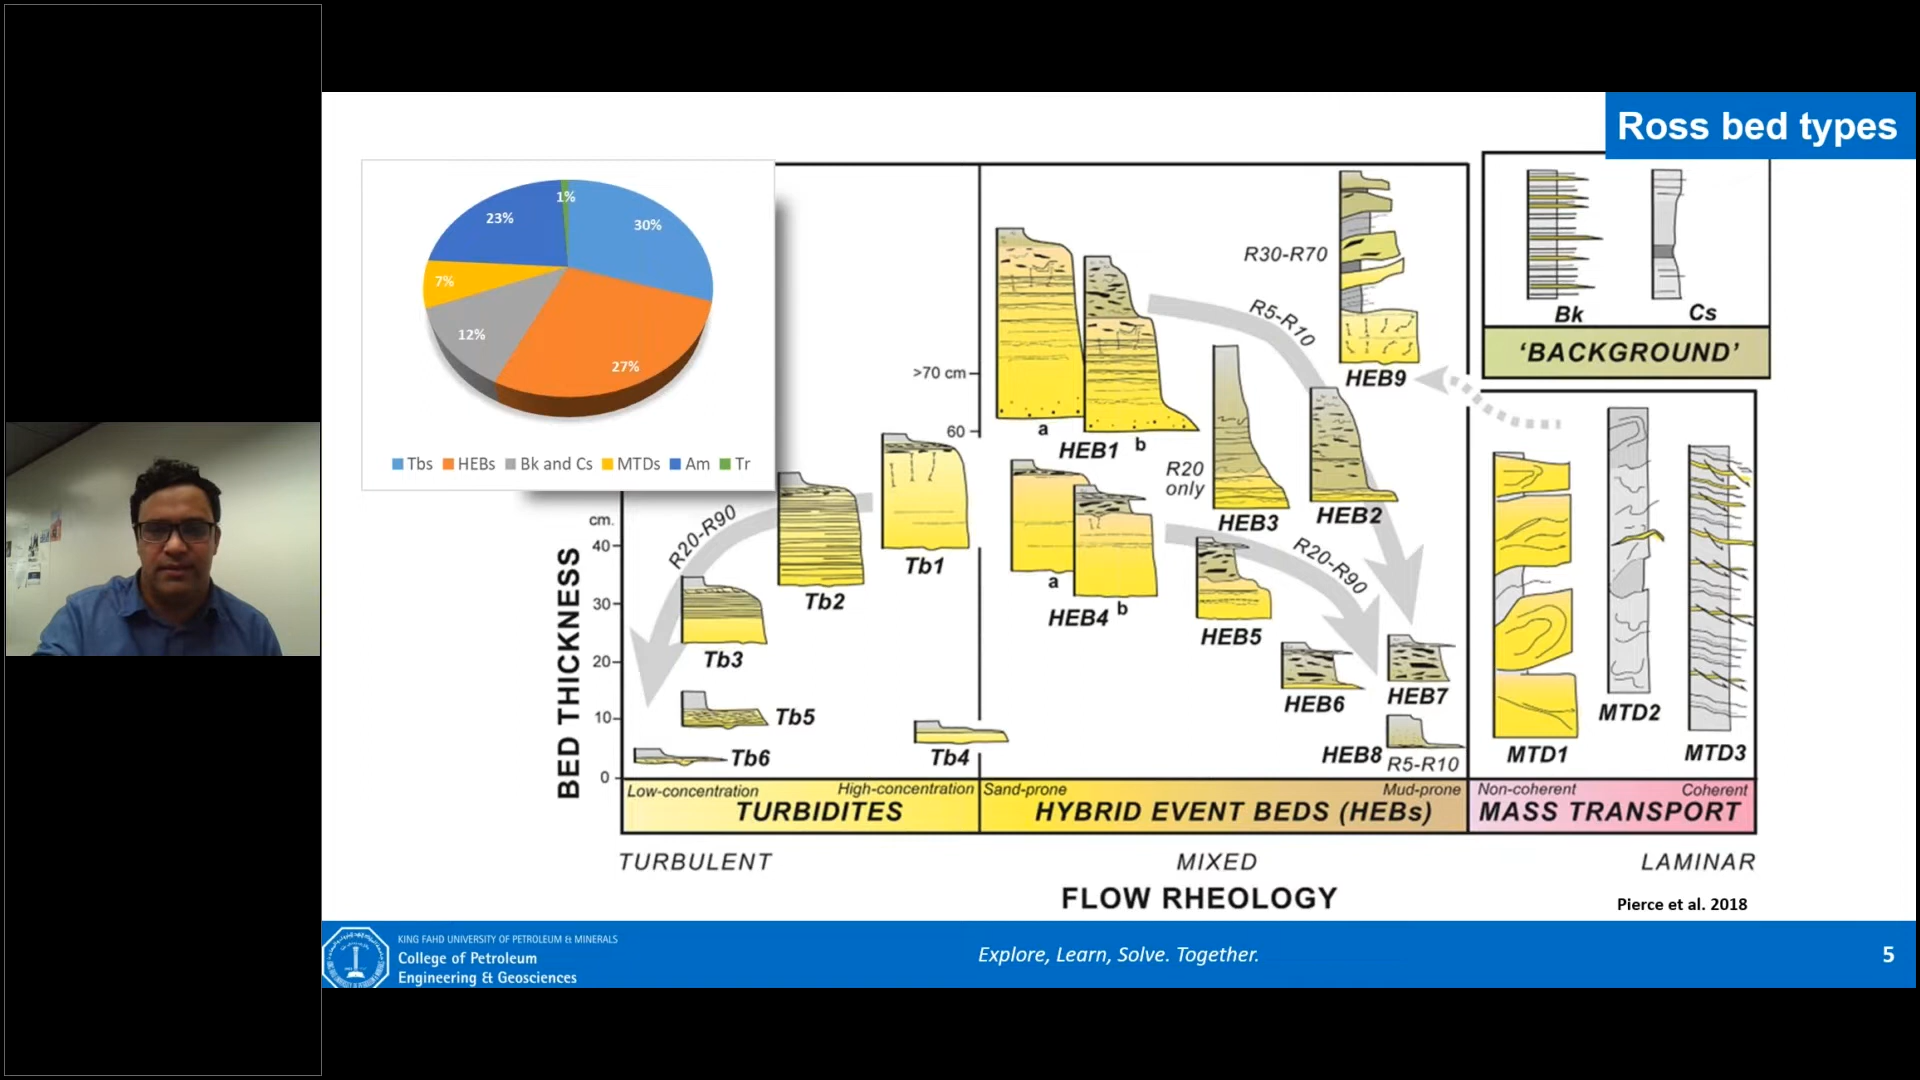 Ross bed types
1%
23%
30%
7%
12%
27%
Tbs HEBs Bk and Cs MTDs Am Tr
BED THICKNESS
cm.
>70 cm
60
40
30
20
10
0
R20-R90
Tb1
Tb2
Tb3
Tb5
Tb6
Tb4
a
HEB1
b
R20
only
HEB3
R5-R10
HEB2
R30-R70
HEB9
a
HEB4
b
HEB5
R20-R90
HEB6
HEB7
HEB8
R5-R10
Bk
Cs
‘BACKGROUND’
MTD1
MTD2
MTD3
Low-concentration High-concentration
TURBIDITES
Sand-prone Mud-prone
HYBRID EVENT BEDS (HEBs)
Non-coherent Coherent
MASS TRANSPORT
TURBULENT MIXED LAMINAR
FLOW RHEOLOGY
Pierce et al. 2018
KING FAHD UNIVERSITY OF PETROLEUM & MINERALS
College of Petroleum
Engineering & Geosciences
Explore, Learn, Solve. Together.
5